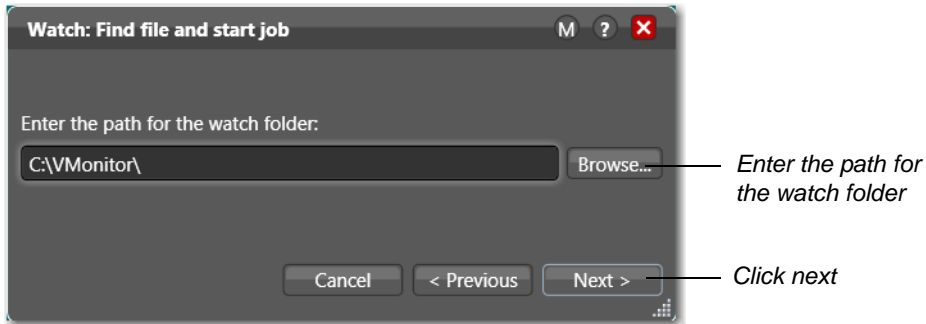 Watch: Find file and start job
M ?
Enter the path for the watch folder:
C:\VMonitor\
Browse...
Enter the path for
the watch folder
Cancel
< Previous
Next >
Click next